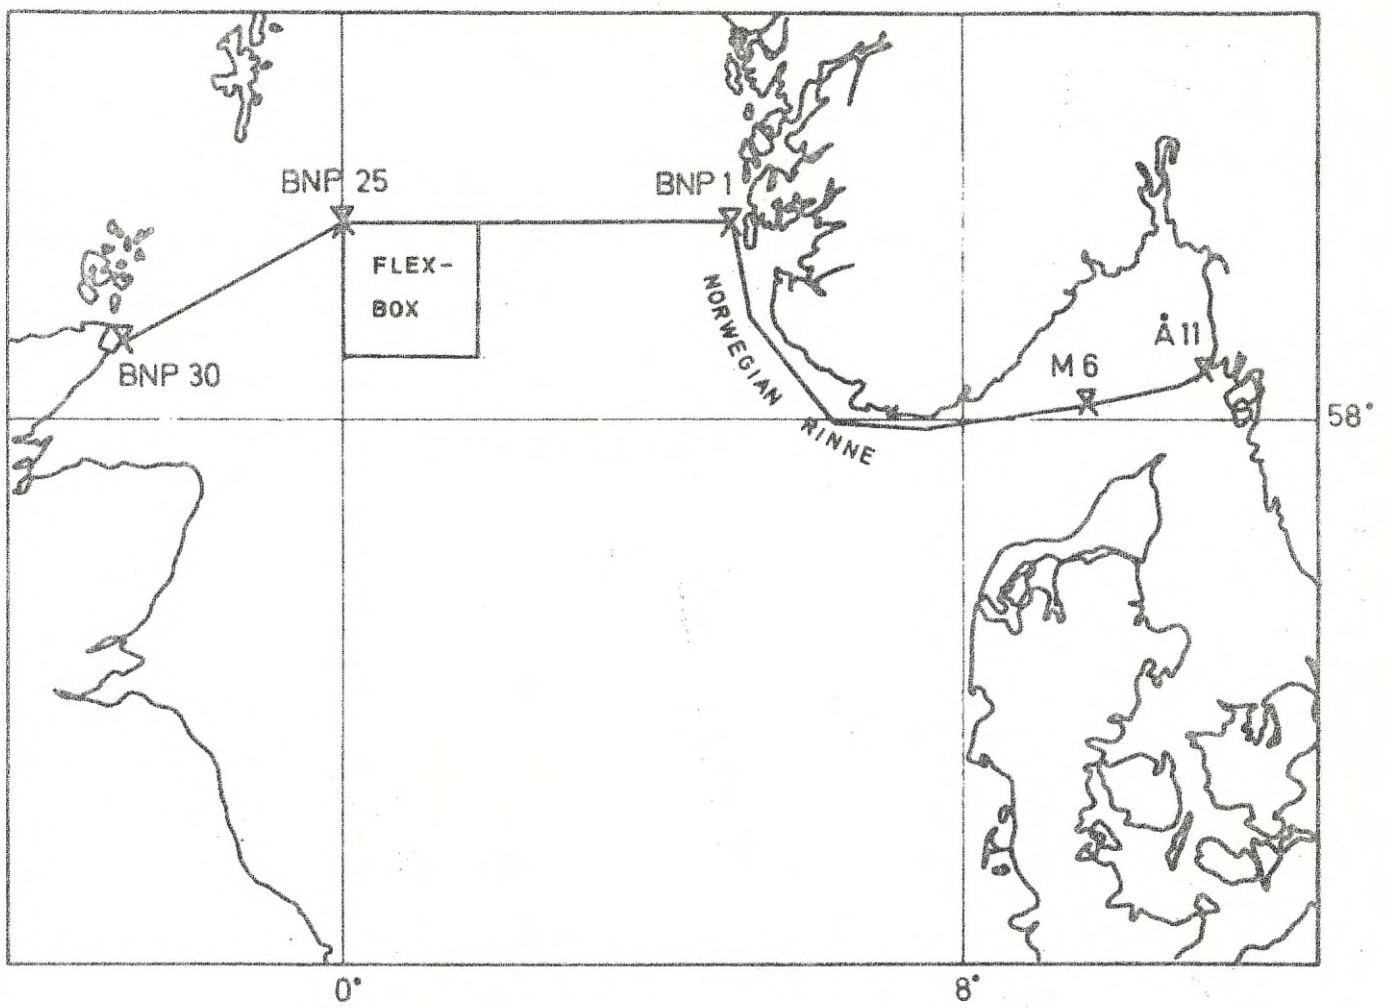 BNP 25
BNP 1
FLEX-
BOX
BNP 30
NORWEGIAN
RINNE
M 6
Å 11
58°
0°
8°